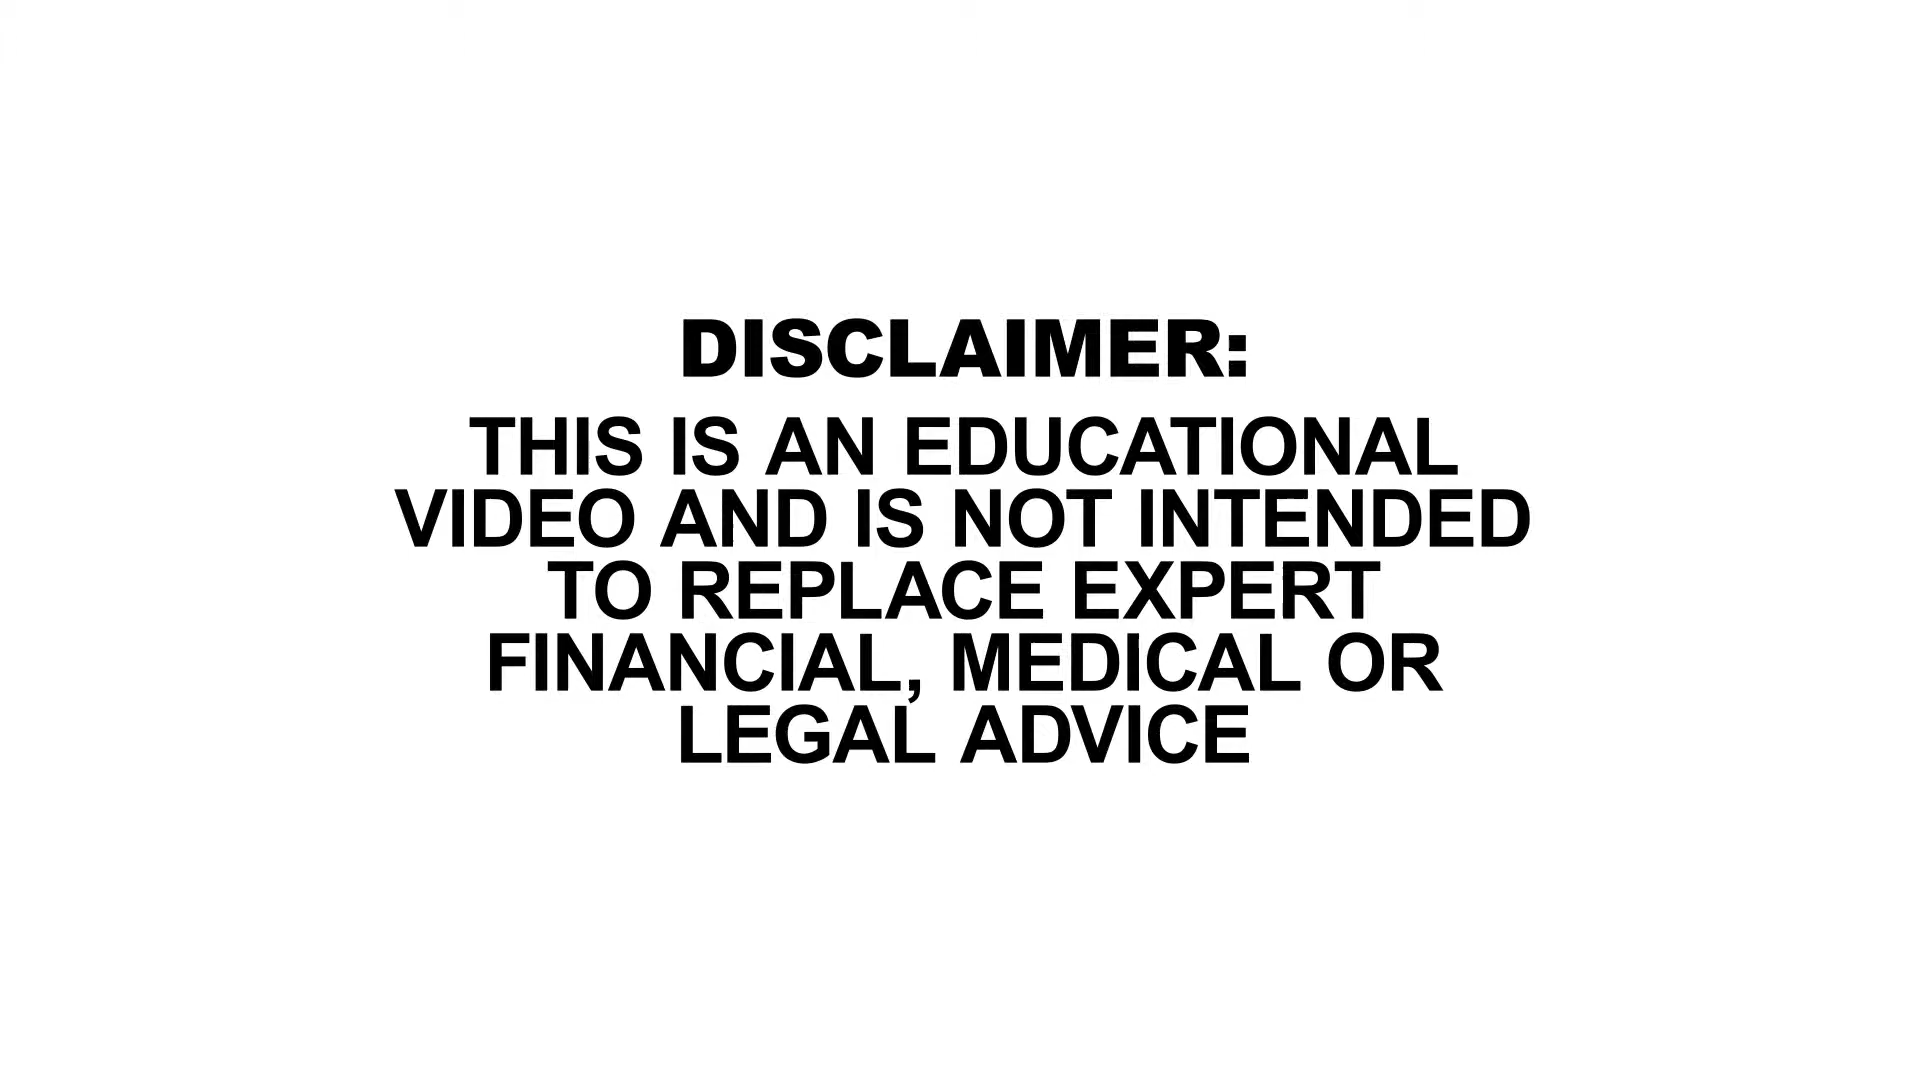 DISCLAIMER:
THIS IS AN EDUCATIONAL
VIDEO AND IS NOT INTENDED
TO REPLACE EXPERT
FINANCIAL, MEDICAL OR
LEGAL ADVICE